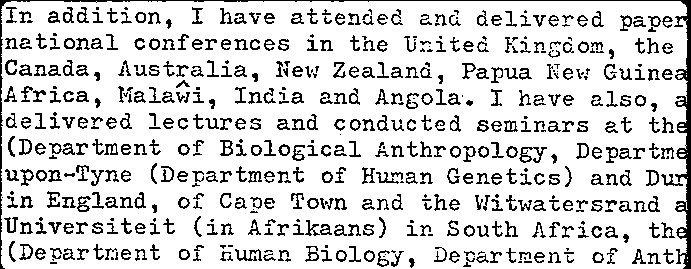 In addition, I have attended and delivered paper
national conferences in the United Kingdom, the
Canada, Australia, New Zealand, Papua New Guinea
Africa, Malaŵi, India and Angola. I have also, a
delivered lectures and conducted seminars at the
(Department of Biological Anthropology, Departme
upon-Tyne (Department of Human Genetics) and Dur
in England, of Cape Town and the Witwatersrand a
Universiteit (in Afrikaans) in South Africa, the
(Department of Human Biology, Department of Anth